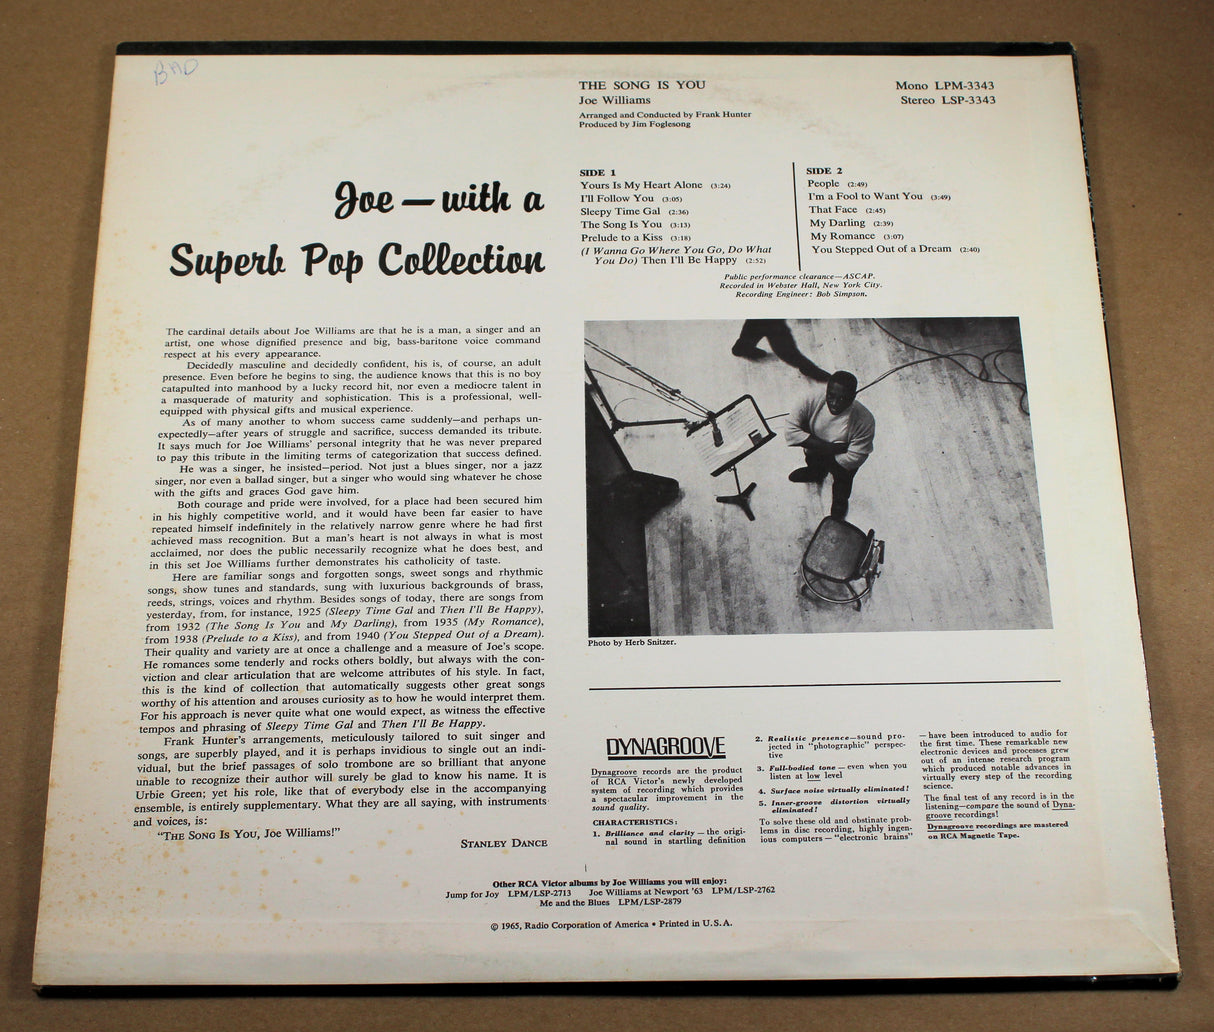 BAD
THE SONG IS YOU
Joe Williams
Arranged and Conducted by Frank Hunter
Produced by Jim Foglesong
Mono LPM-3343
Stereo LSP-3343
SIDE 1
Yours Is My Heart Alone (3:24)
I'll Follow You (3:05)
Sleepy Time Gal (2:36)
The Song Is You (3:13)
Prelude to a Kiss (3:18)
(I Wanna Go Where You Go, Do What
You Do) Then I'll Be Happy (2:52)
SIDE 2
People (2:49)
I'm a Fool to Want You (3:49)
That Face (2:45)
My Darling (2:39)
My Romance (3:07)
You Stepped Out of a Dream (2:40)
Public performance clearance—ASCAP.
Recorded in Webster Hall, New York City.
Recording Engineer: Bob Simpson.
Joe — with a
Superb Pop Collection
The cardinal details about Joe Williams are that he is a man, a singer and an
artist, one whose dignified presence and big, bass-baritone voice command
respect at his every appearance.
Decidedly masculine and decidedly confident, his is, of course, an adult
presence. Even before he begins to sing, the audience knows that this is no boy
catapulted into manhood by a lucky record hit, nor even a mediocre talent in
a masquerade of maturity and sophistication. This is a professional, well-
equipped with physical gifts and musical experience.
As of many another to whom success came suddenly—and perhaps un-
expectedly—after years of struggle and sacrifice, success demanded its tribute.
It says much for Joe Williams' personal integrity that he was never prepared
to pay this tribute in the limiting terms of categorization that success defined.
He was a singer, he insisted—period. Not just a blues singer, nor a jazz
singer, nor even a ballad singer, but a singer who would sing whatever he chose
with the gifts and graces God gave him.
Both courage and pride were involved, for a place had been secured him
in his highly competitive world, and it would have been far easier to have
repeated himself indefinitely in the relatively narrow genre where he had first
achieved mass recognition. But a man's heart is not always in what is most
acclaimed, nor does the public necessarily recognize what he does best, and
in this set Joe Williams further demonstrates his catholicity of taste.
Here are familiar songs and forgotten songs, sweet songs and rhythmic
songs, show tunes and standards, sung with luxurious backgrounds of brass,
reeds, strings, voices and rhythm. Besides songs of today, there are songs from
yesterday, from, for instance, 1925 (Sleepy Time Gal and Then I'll Be Happy),
from 1932 (The Song Is You and My Darling), from 1935 (My Romance),
from 1938 (Prelude to a Kiss), and from 1940 (You Stepped Out of a Dream).
Their quality and variety are at once a challenge and a measure of Joe's scope.
He romances some tenderly and rocks others boldly, but always with the con-
viction and clear articulation that are welcome attributes of his style. In fact,
this is the kind of collection that automatically suggests other great songs
worthy of his attention and arouses curiosity as to how he would interpret them.
For his approach is never quite what one would expect, as witness the effective
tempos and phrasing of Sleepy Time Gal and Then I'll Be Happy.
Frank Hunter's arrangements, meticulously tailored to suit singer and
songs, are superbly played, and it is perhaps invidious to single out an indi-
vidual, but the brief passages of solo trombone are so brilliant that anyone
unable to recognize their author will surely be glad to know his name. It is
Urbie Green; yet his role, like that of everybody else in the accompanying
ensemble, is entirely supplementary. What they are all saying, with instruments
and voices, is:
"THE SONG IS YOU, Joe Williams!"
STANLEY DANCE
Photo by Herb Snitzer.
DYNAGROOVE
Dynagroove records are the product
of RCA Victor's newly developed
system of recording which provides
a spectacular improvement in the
sound quality.
CHARACTERISTICS:
1. Brilliance and clarity — the origi-
nal sound in startling definition
2. Realistic presence—sound pro-
jected in "photographic" perspec-
tive
3. Full-bodied tone — even when you
listen at low level
4. Surface noise virtually eliminated!
5. Inner-groove distortion virtually
eliminated!
To solve these old and obstinate prob-
lems in disc recording, highly ingen-
ious computers — "electronic brains"
— have been introduced to audio for
the first time. These remarkable new
electronic devices and processes grew
out of an intense research program
which produced notable advances in
virtually every step of the recording
science.
The final test of any record is in the
listening—compare the sound of Dyna-
groove recordings!
Dynagroove recordings are mastered
on RCA Magnetic Tape.
Other RCA Victor albums by Joe Williams you will enjoy:
Jump for Joy LPM/LSP-2713 Joe Williams at Newport '63 LPM/LSP-2762
Me and the Blues LPM/LSP-2879
© 1965, Radio Corporation of America • Printed in U.S.A.